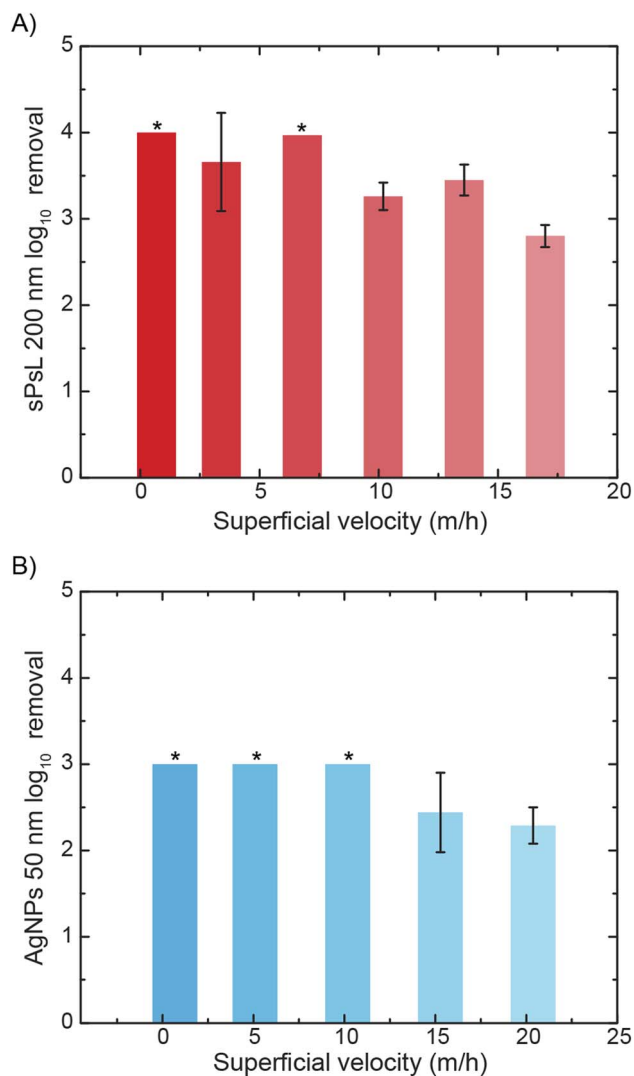 A)
5
4
3
2
1
0
sPsL 200 nm log₁₀ removal
* *
0 5 10 15 20
Superficial velocity (m/h)
B)
5
4
3
2
1
0
AgNPs 50 nm log₁₀ removal
* * *
0 5 10 15 20 25
Superficial velocity (m/h)